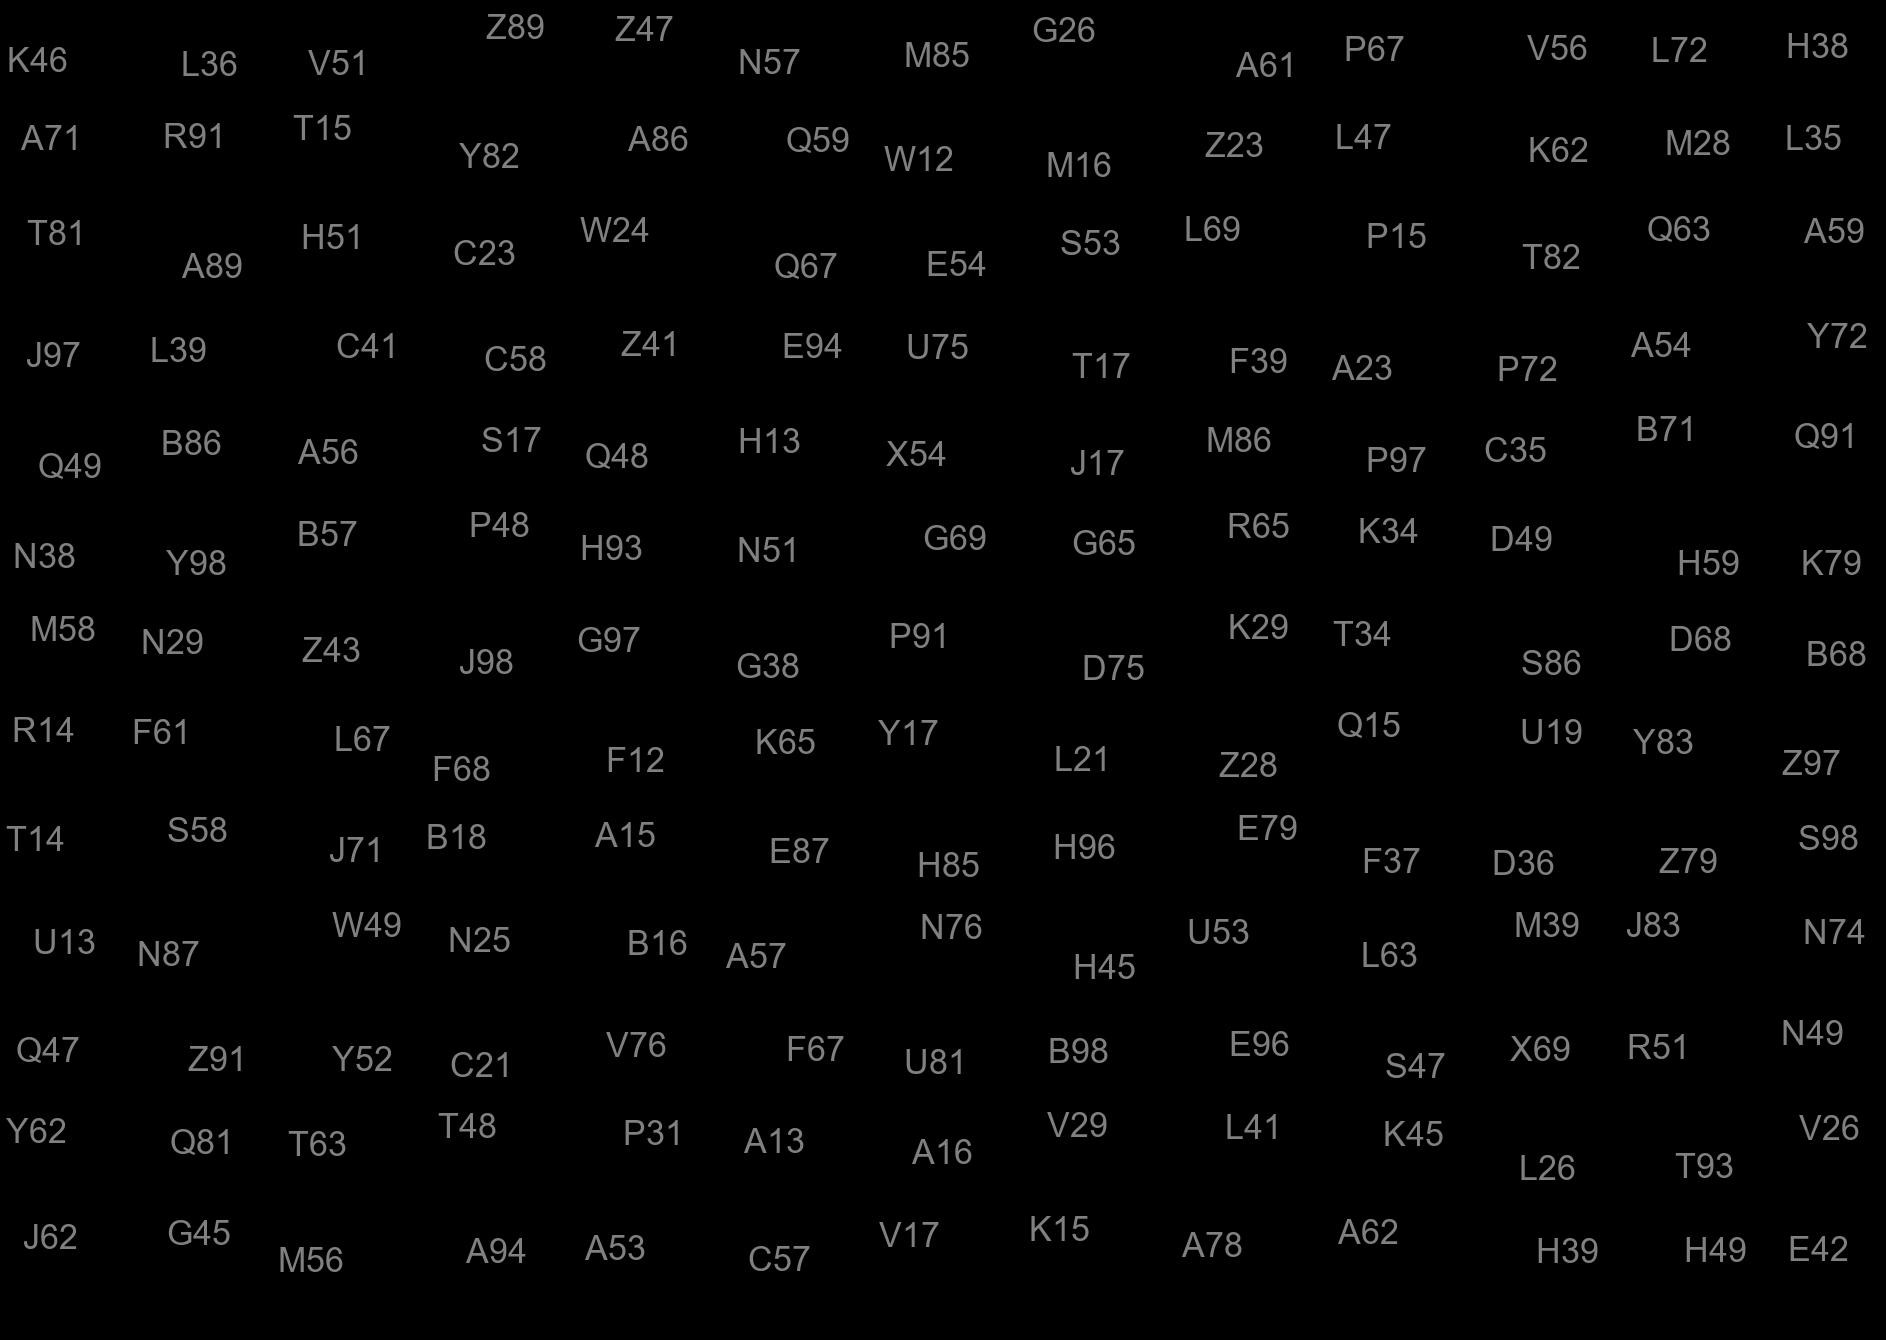 K46 L36 V51 Z89 Z47 N57 M85 G26 A61 P67 V56 L72 H38
A71 R91 T15 Y82 A86 Q59 W12 M16 Z23 L47 K62 M28 L35
T81 A89 H51 C23 W24 Q67 E54 S53 L69 P15 T82 Q63 A59
J97 L39 C41 C58 Z41 E94 U75 T17 F39 A23 P72 A54 Y72
Q49 B86 A56 S17 Q48 H13 X54 J17 M86 P97 C35 B71 Q91
N38 Y98 B57 P48 H93 N51 G69 G65 R65 K34 D49 H59 K79
M58 N29 Z43 J98 G97 G38 P91 D75 K29 T34 S86 D68 B68
R14 F61 L67 F68 F12 K65 Y17 L21 Z28 Q15 U19 Y83 Z97
T14 S58 J71 B18 A15 E87 H85 H96 E79 F37 D36 Z79 S98
U13 N87 W49 N25 B16 A57 N76 H45 U53 L63 M39 J83 N74
Q47 Z91 Y52 C21 V76 F67 U81 B98 E96 S47 X69 R51 N49
Y62 Q81 T63 T48 P31 A13 A16 V29 L41 K45 L26 T93 V26
J62 G45 M56 A94 A53 C57 V17 K15 A78 A62 H39 H49 E42